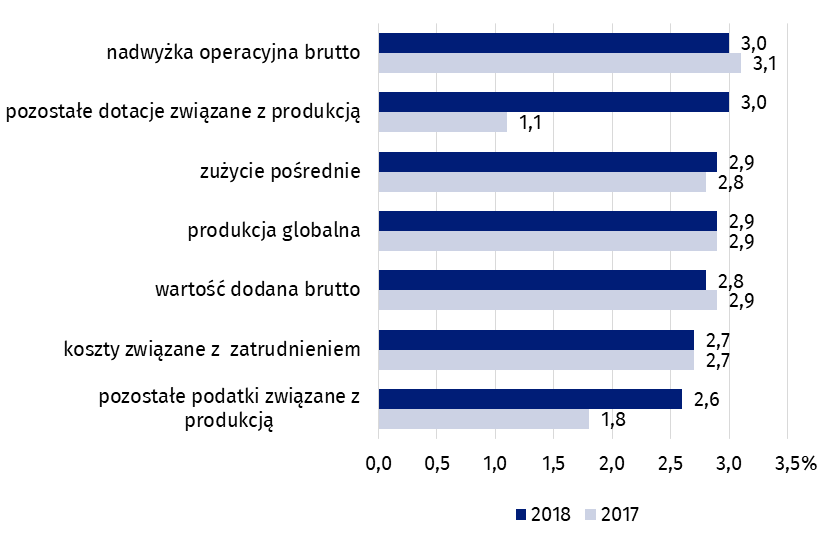 nadwyżka operacyjna brutto
3,0
3,1
pozostałe dotacje związane z produkcją
3,0
1,1
zużycie pośrednie
2,9
2,8
produkcja globalna
2,9
2,9
wartość dodana brutto
2,8
2,9
koszty związane z  zatrudnieniem
2,7
2,7
pozostałe podatki związane z
produkcją
2,6
1,8
0,0 0,5 1,0 1,5 2,0 2,5 3,0 3,5%
2018 2017